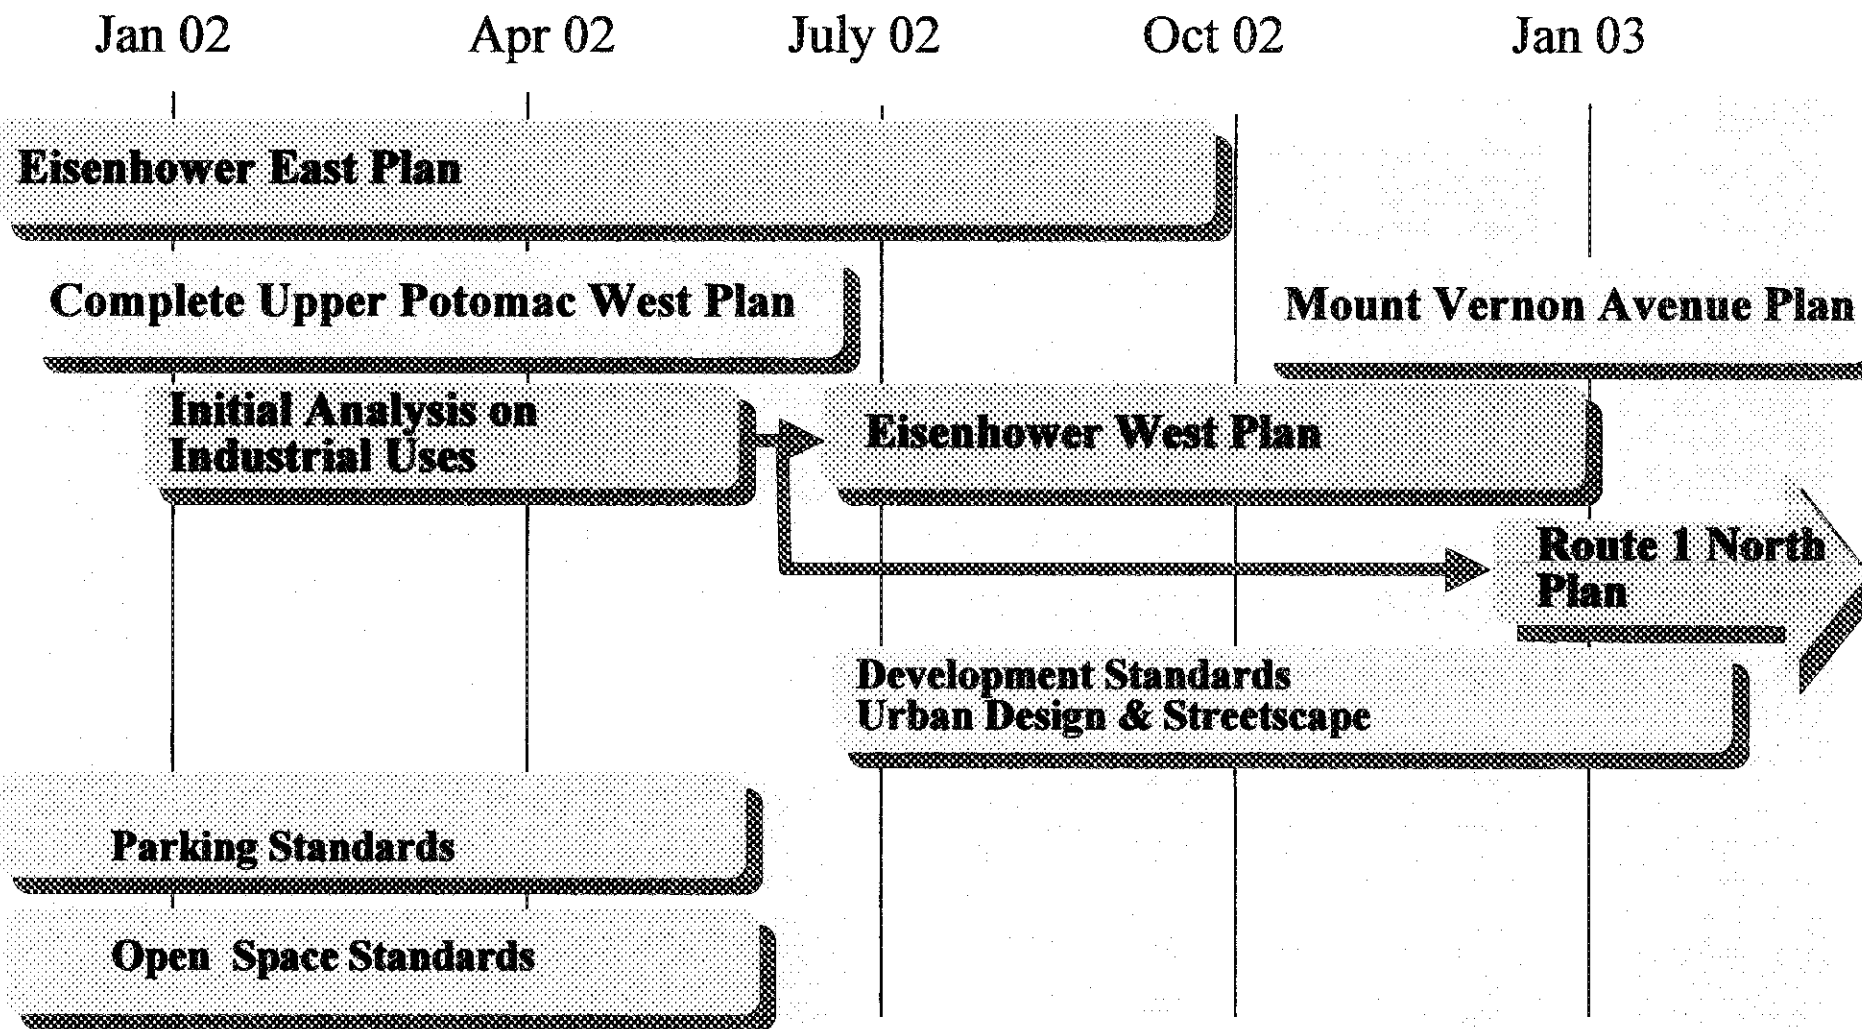 Jan 02 Apr 02 July 02 Oct 02 Jan 03
Eisenhower East Plan
Complete Upper Potomac West Plan
Mount Vernon Avenue Plan
Initial Analysis on
Industrial Uses
Eisenhower West Plan
Route 1 North
Plan
Development Standards
Urban Design & Streetscape
Parking Standards
Open Space Standards